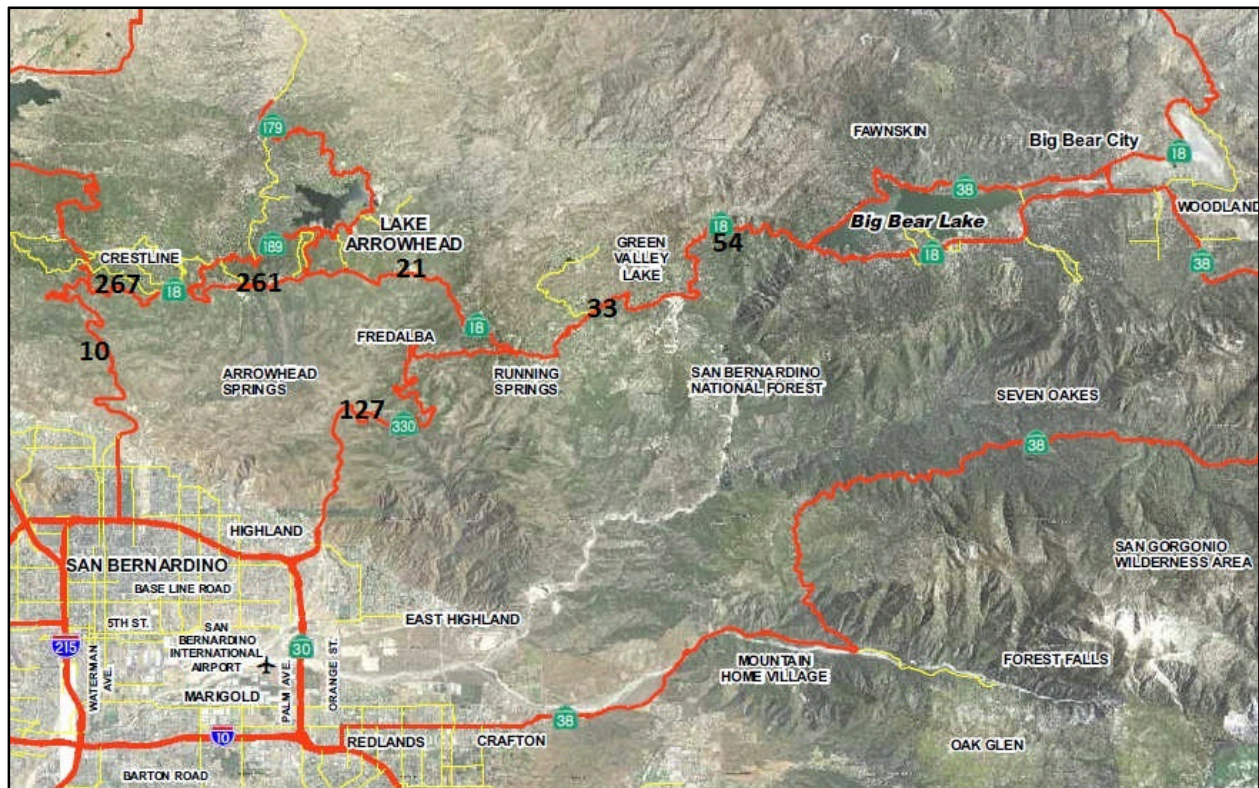 179
FAWNSKIN
Big Bear City
18
38
WOODLAND
LAKE
ARROWHEAD
189
CRESTLINE
18
54
Big Bear Lake
GREEN
VALLEY
LAKE
18
38
267
18
261
21
33
10
18
FREDALBA
ARROWHEAD
SPRINGS
RUNNING
SPRINGS
SAN BERNARDINO
NATIONAL FOREST
SEVEN OAKES
127
330
38
HIGHLAND
SAN BERNARDINO
BASE LINE ROAD
SAN GORGONIO
WILDERNESS AREA
5TH ST.
SAN
BERNARDINO
INTERNATIONAL
AIRPORT
EAST HIGHLAND
215
WATERMAN
AVE.
30
PALM AVE.
ORANGE ST.
MARIGOLD
MOUNTAIN
HOME VILLAGE
FOREST FALLS
38
10
REDLANDS
CRAFTON
OAK GLEN
BARTON ROAD